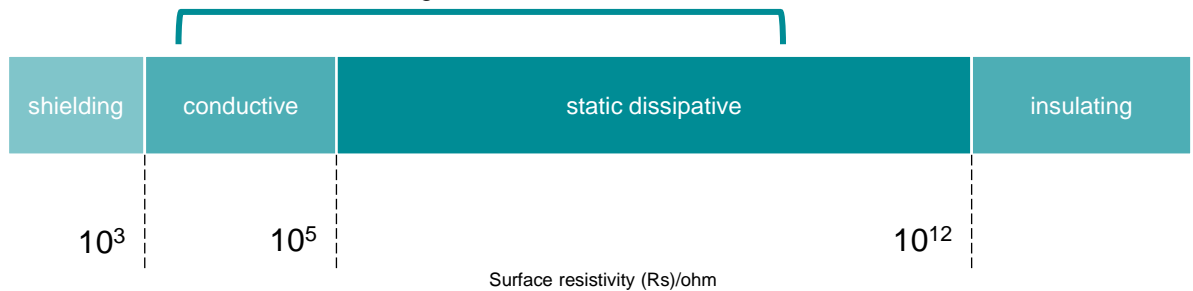 shielding conductive static dissipative insulating
10³ 10⁵ 10¹²
Surface resistivity (Rs)/ohm